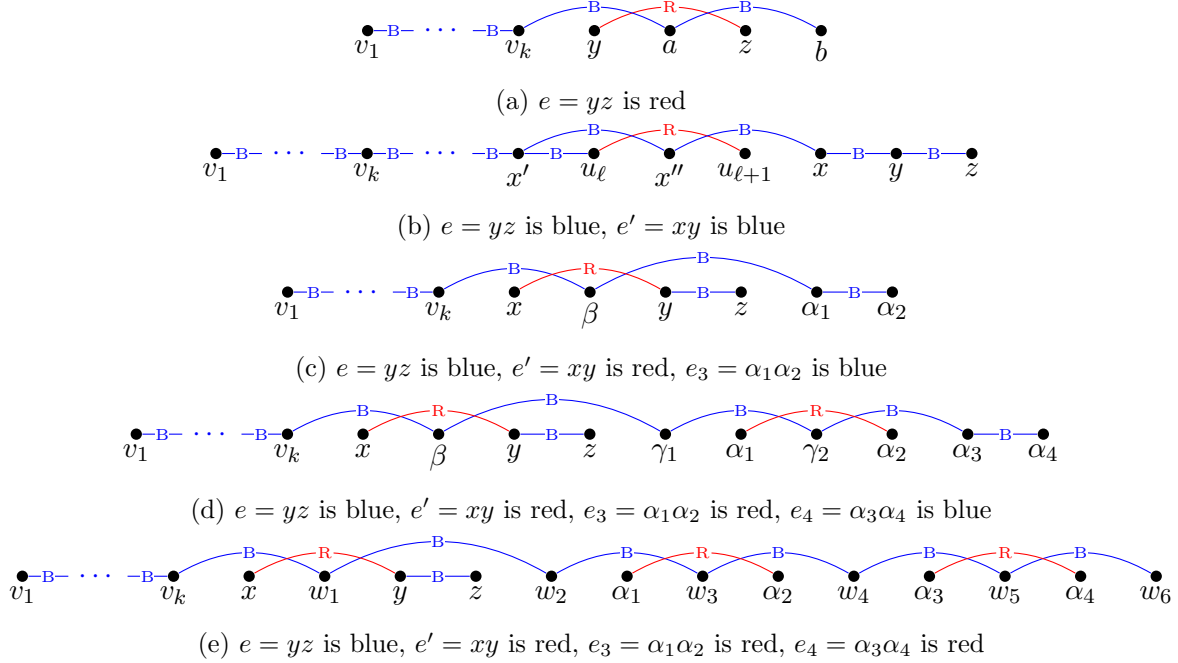 B B B R B
v₁ · · · vₖ y a z b
(a) e = yz is red
B B B B B B R B B B
v₁ · · · vₖ · · · x′ u_ℓ x″ u_{ℓ+1} x y z
(b) e = yz is blue, e′ = xy is blue
B B B R B B B
v₁ · · · vₖ x β y z α₁ α₂
(c) e = yz is blue, e′ = xy is red, e₃ = α₁α₂ is blue
B B B R B B B R B B
v₁ · · · vₖ x β y z γ₁ α₁ γ₂ α₂ α₃ α₄
(d) e = yz is blue, e′ = xy is red, e₃ = α₁α₂ is red, e₄ = α₃α₄ is blue
B B B R B B B R B B R B
v₁ · · · vₖ x w₁ y z w₂ α₁ w₃ α₂ w₄ α₃ w₅ α₄ w₆
(e) e = yz is blue, e′ = xy is red, e₃ = α₁α₂ is red, e₄ = α₃α₄ is red